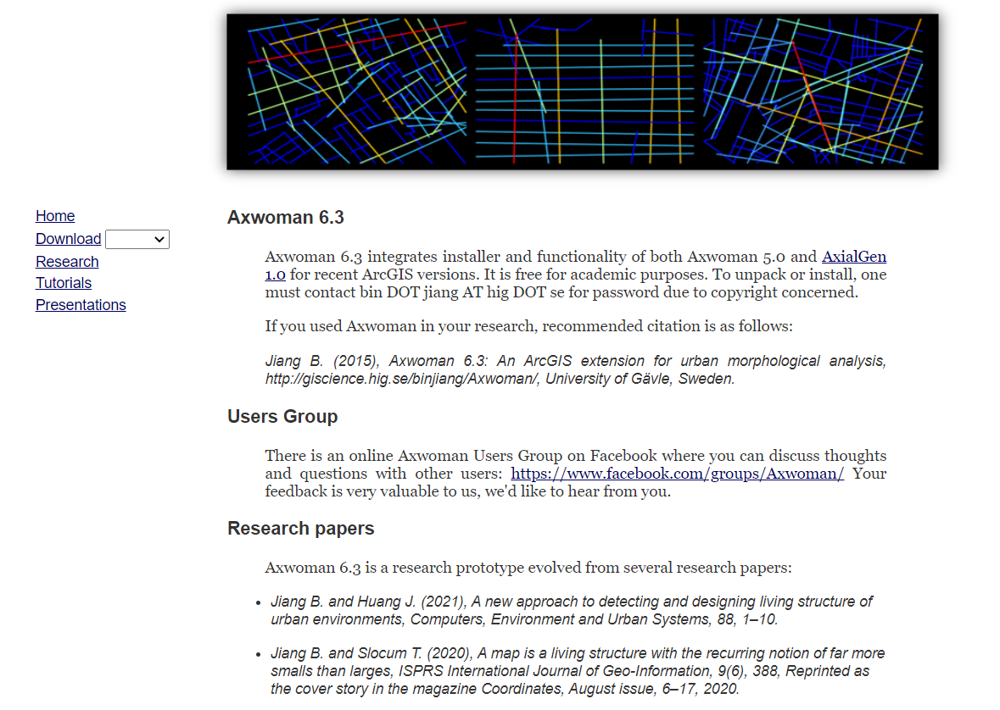 Home
Download
Research
Tutorials
Presentations
Axwoman 6.3
Axwoman 6.3 integrates installer and functionality of both Axwoman 5.0 and AxialGen
1.0 for recent ArcGIS versions. It is free for academic purposes. To unpack or install, one
must contact bin DOT jiang AT hig DOT se for password due to copyright concerned.
If you used Axwoman in your research, recommended citation is as follows:
Jiang B. (2015), Axwoman 6.3: An ArcGIS extension for urban morphological analysis,
http://giscience.hig.se/binjiang/Axwoman/, University of Gävle, Sweden.
Users Group
There is an online Axwoman Users Group on Facebook where you can discuss thoughts
and questions with other users: https://www.facebook.com/groups/Axwoman/ Your
feedback is very valuable to us, we'd like to hear from you.
Research papers
Axwoman 6.3 is a research prototype evolved from several research papers:
• Jiang B. and Huang J. (2021), A new approach to detecting and designing living structure of
urban environments, Computers, Environment and Urban Systems, 88, 1–10.
• Jiang B. and Slocum T. (2020), A map is a living structure with the recurring notion of far more
smalls than larges, ISPRS International Journal of Geo-Information, 9(6), 388, Reprinted as
the cover story in the magazine Coordinates, August issue, 6–17, 2020.